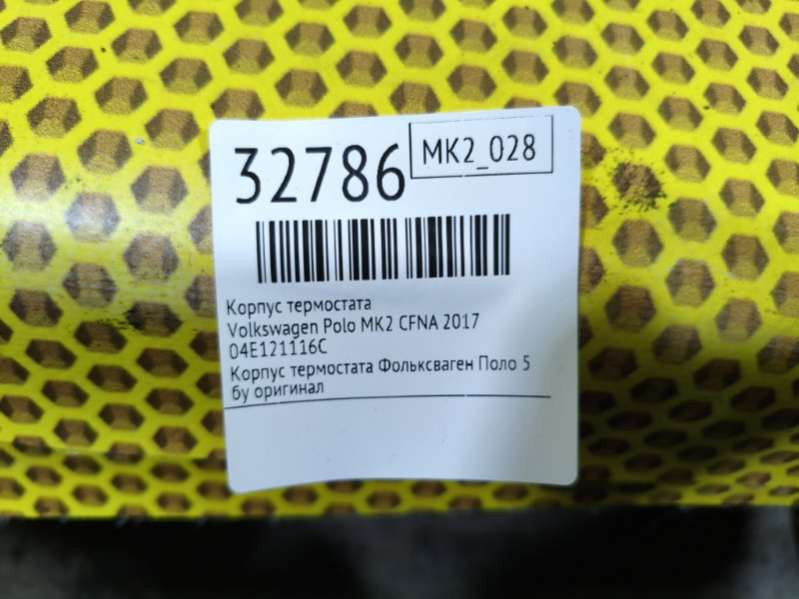 32786
MK2_028
Корпус термостата
Volkswagen Polo MK2 CFNA 2017
04E121116C
Корпус термостата Фольксваген Поло 5
бу оригинал